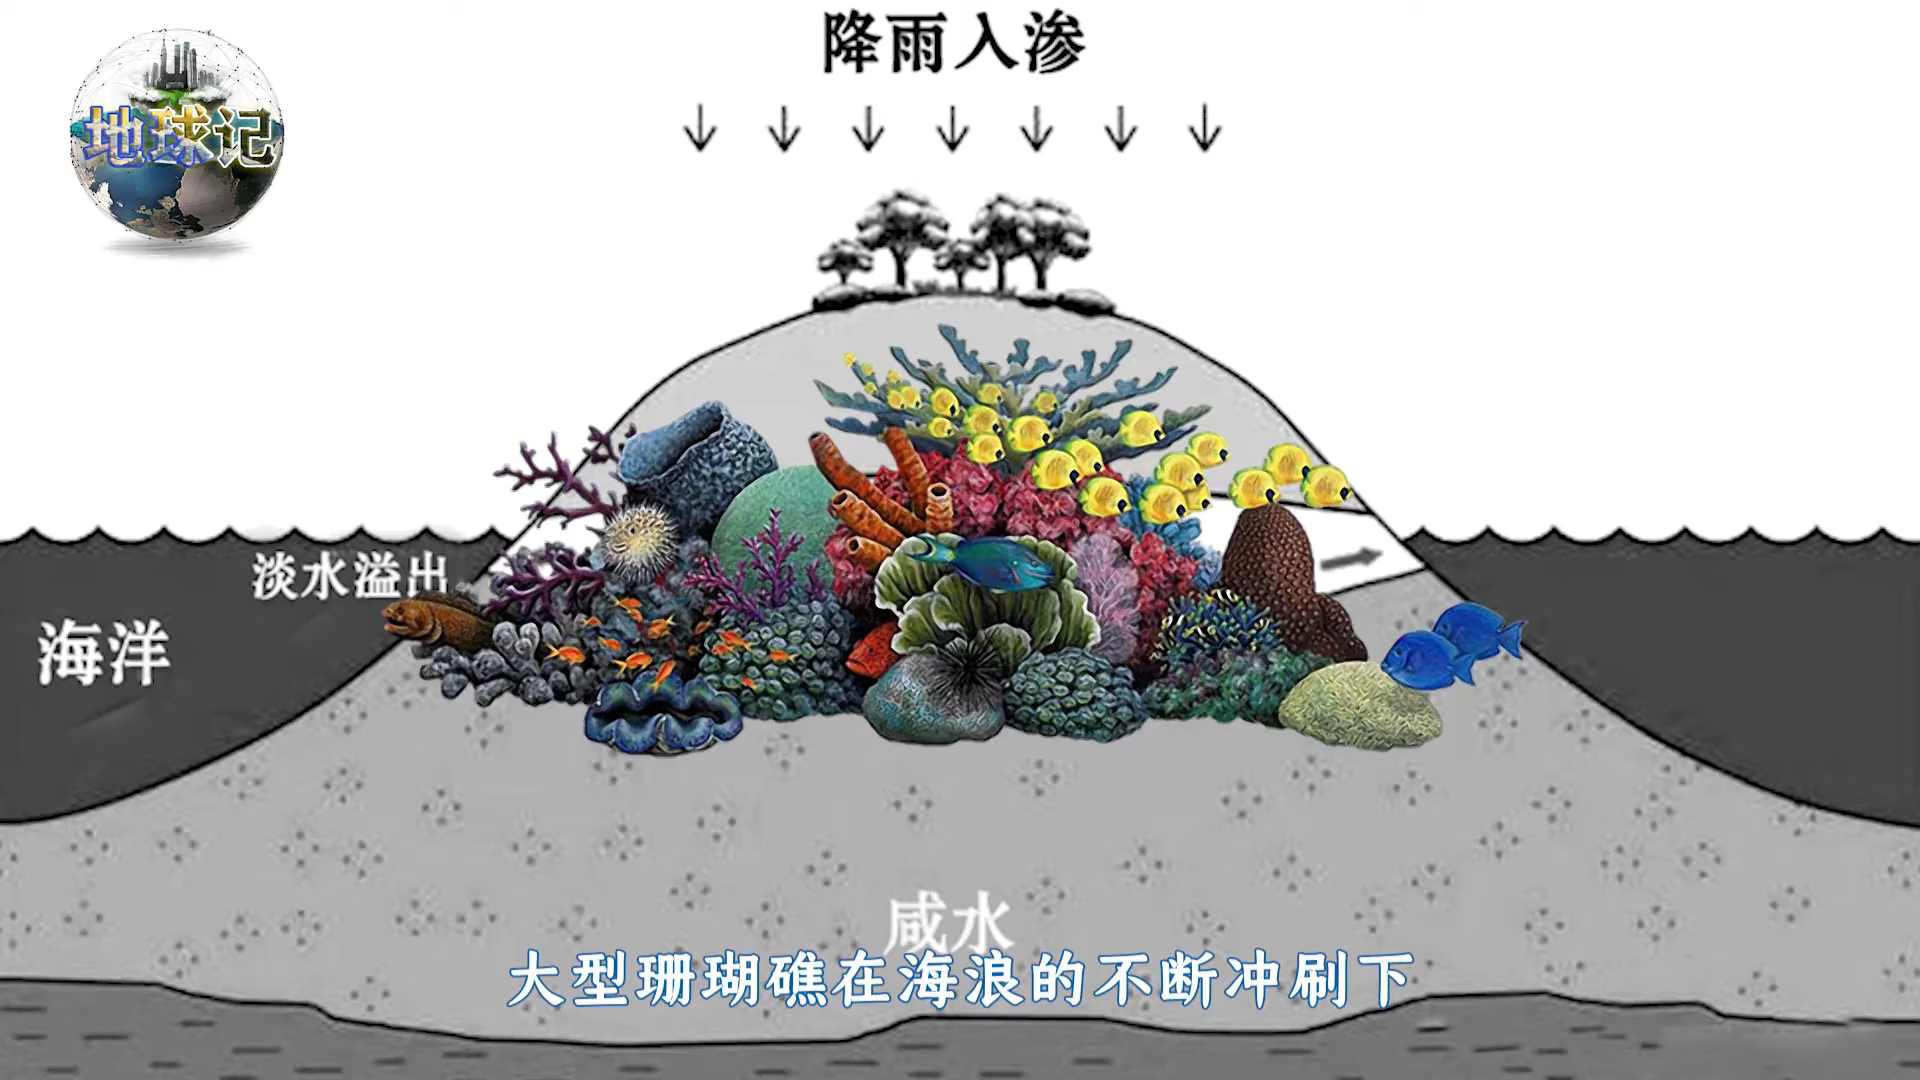 降雨入渗
地球记
淡水溢出
海洋
咸水
大型珊瑚礁在海浪的不断冲刷下